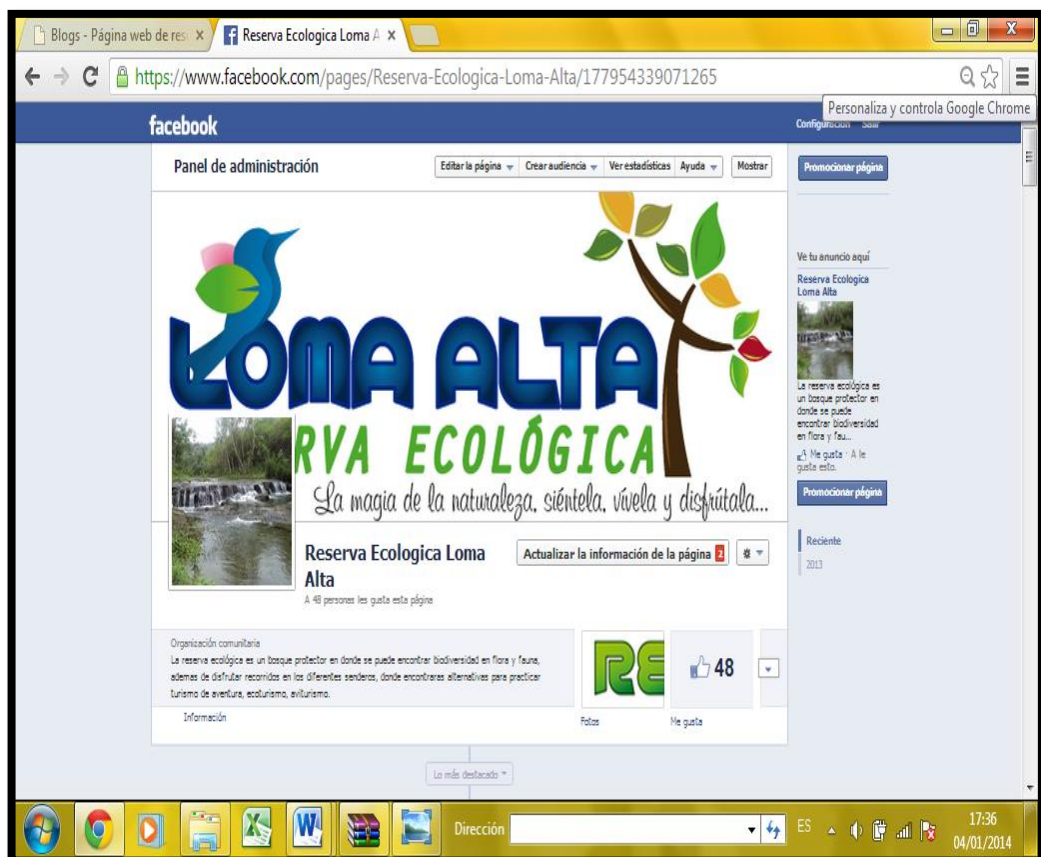 Blogs - Página web de res
Reserva Ecologica Loma A
https://www.facebook.com/pages/Reserva-Ecologica-Loma-Alta/177954339071265
Personaliza y controla Google Chrome
facebook
Configuración Salir
Panel de administración
Editar la página
Crear audiencia
Ver estadísticas
Ayuda
Mostrar
Promocionar página
LOMA ALTA
RVA ECOLÓGICA
La magia de la naturaleza, siéntela, vívela y disfrútala...
Reserva Ecologica Loma
Alta
A 48 personas les gusta esta página
Actualizar la información de la página 2
Organización comunitaria
La reserva ecológica es un bosque protector en donde se puede encontrar biodiversidad en flora y fauna,
ademas de disfrutar recorridos en los diferentes senderos, donde encontraras alternativas para practicar
turismo de aventura, ecoturismo, aviturismo.
Información
RE
Fotos
48
Me gusta
Lo más destacado
Ve tu anuncio aquí
Reserva Ecologica
Loma Alta
La reserva ecológica es
un bosque protector en
donde se puede
encontrar biodiversidad
en flora y fau...
Me gusta · A le
gusta esto.
Promocionar página
Reciente
2013
Dirección
ES
17:36
04/01/2014